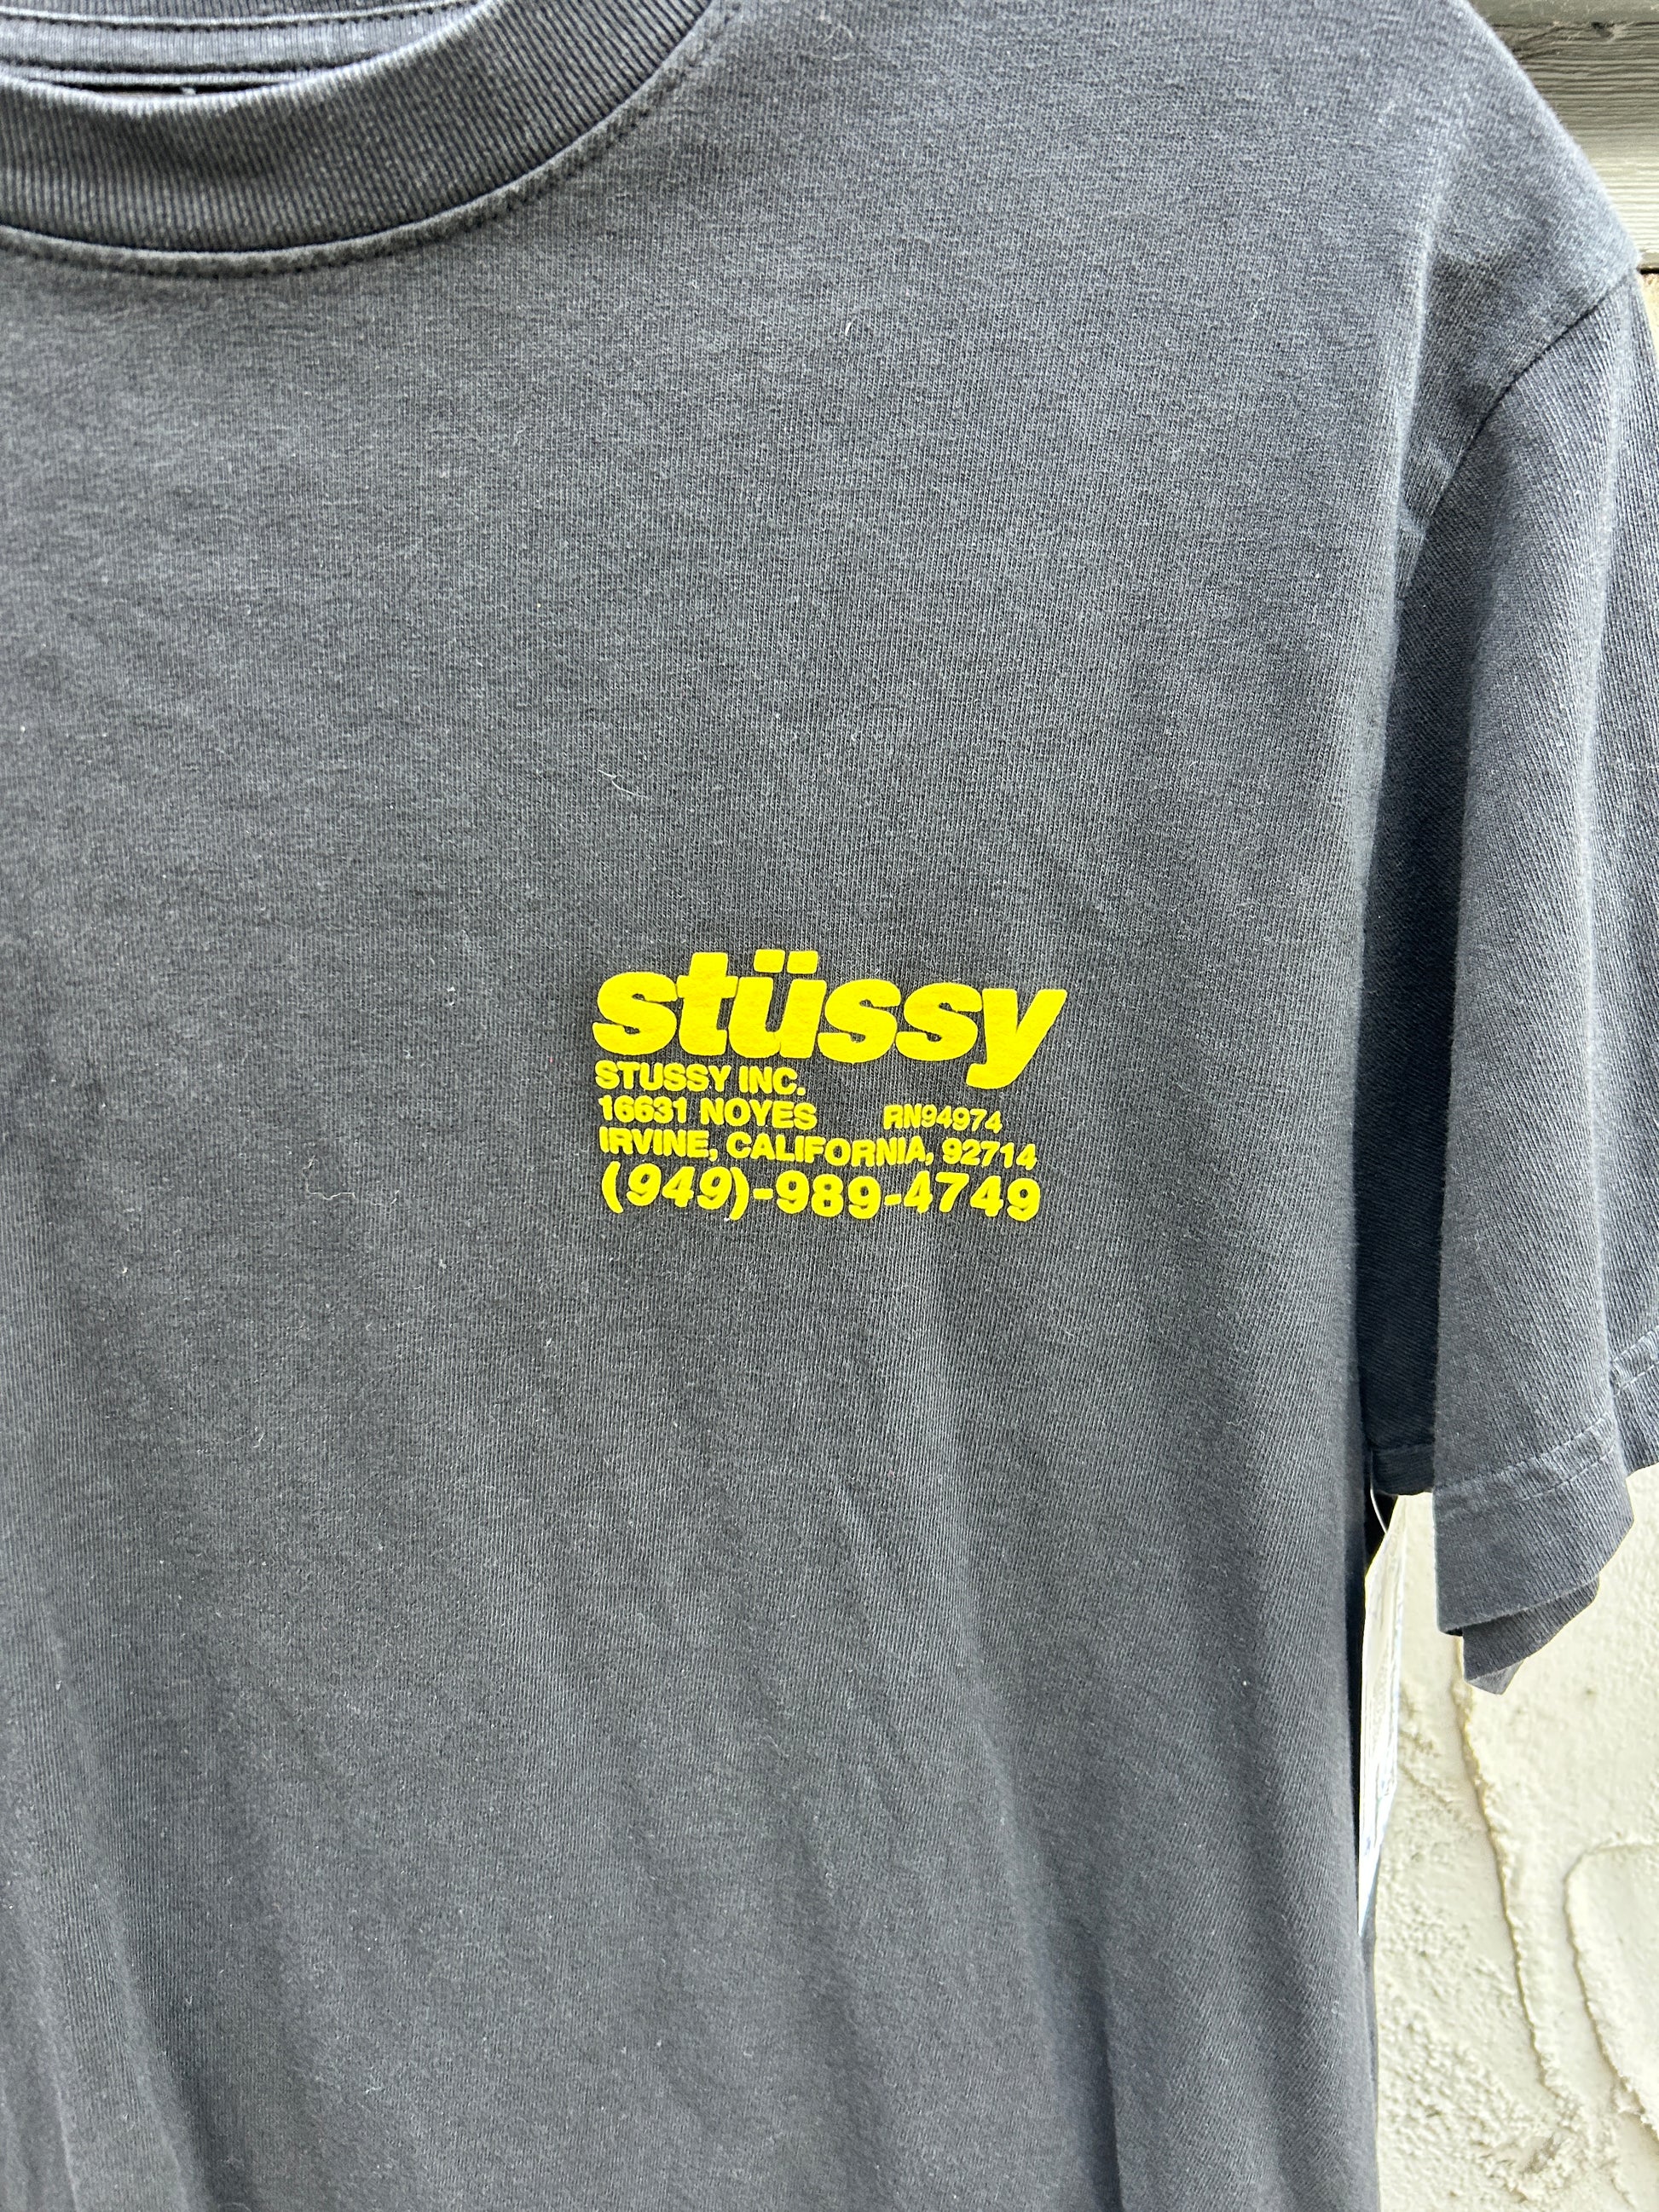 stüssy
STUSSY INC.
16631 NOYES RN94974
IRVINE, CALIFORNIA, 92714
(949)-989-4749